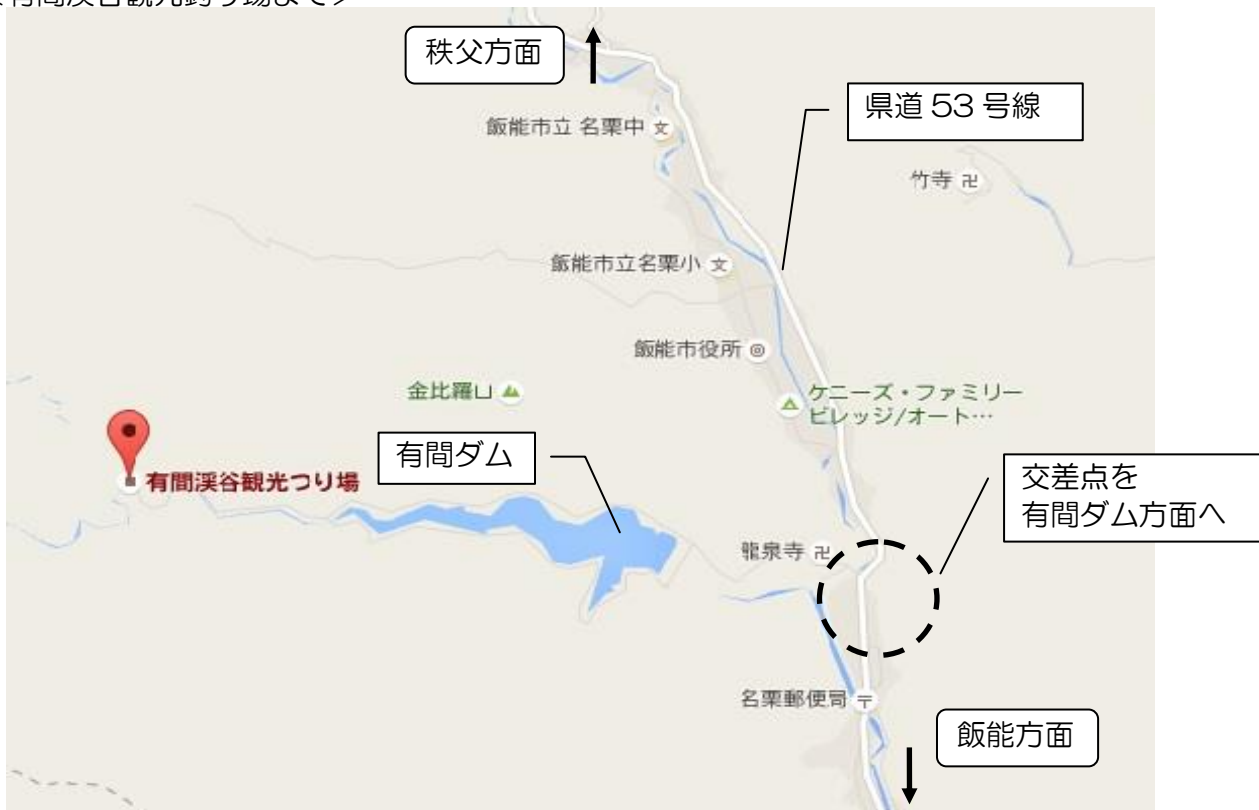 有間渓谷観光釣り場まで＞
秩父方面
県道 53 号線
飯能市立 名栗中
文
竹寺
卍
飯能市立名栗小
文
飯能市役所
金比羅山
ケニーズ・ファミリー
ビレッジ/オート…
有間ダム
有間渓谷観光つり場
交差点を
有間ダム方面へ
龍泉寺
卍
名栗郵便局
〒
飯能方面